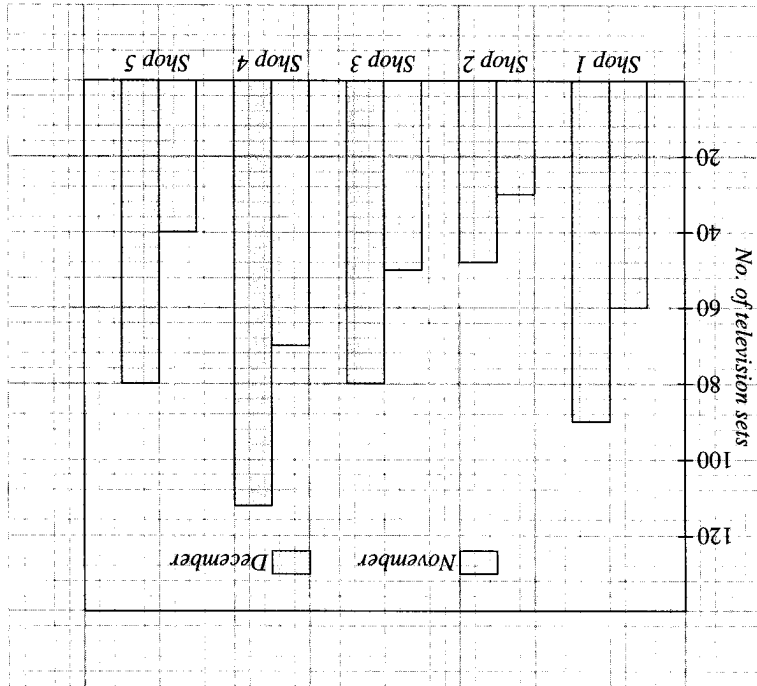 No. of television sets
November
December
120
100
80
60
40
20
Shop 1
Shop 2
Shop 3
Shop 4
Shop 5